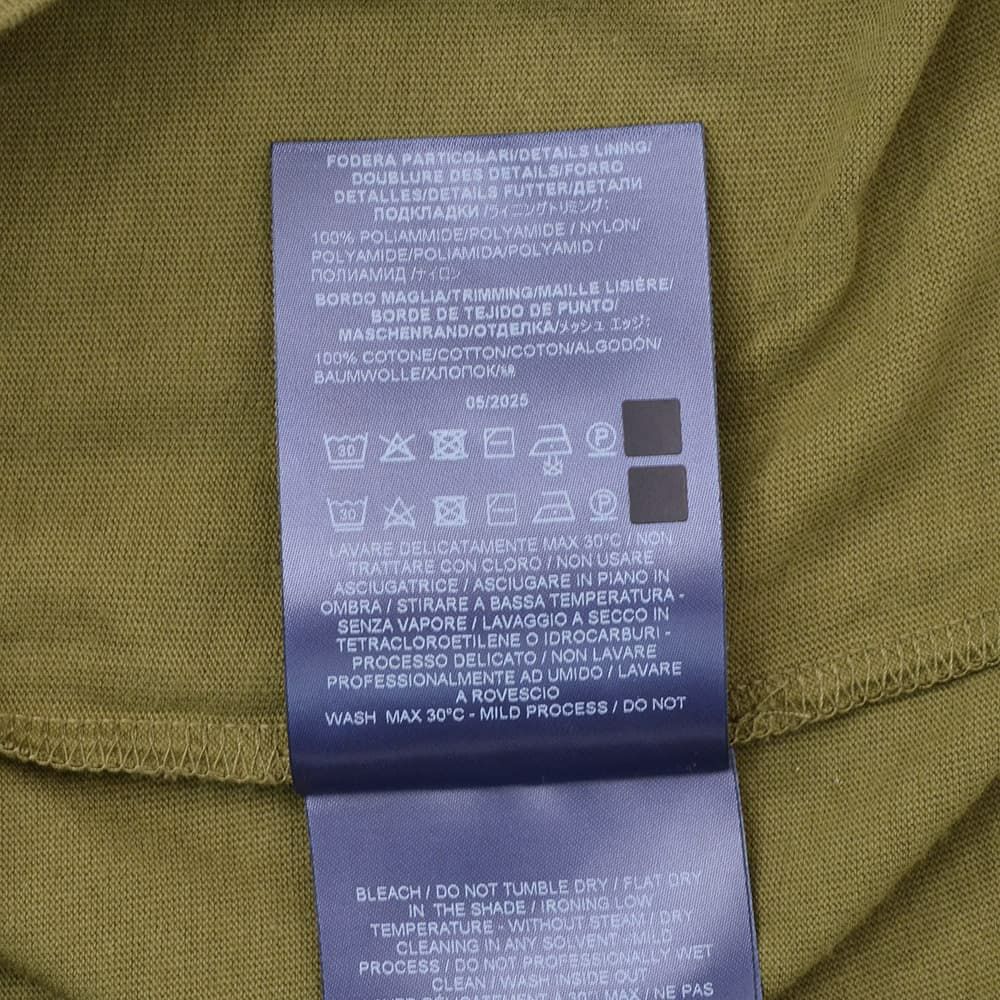 FODERA PARTICOLARI/DETAILS LINING/
DOUBLURE DES DETAILS/FORRO
DETALLES/DETAILS FUTTER/ДЕТАЛИ
ПОДКЛАДКИ /ライニングトリミング:
100% POLIAMMIDE/POLYAMIDE / NYLON/
POLYAMIDE/POLIAMIDA/POLYAMID /
ПОЛИАМИД /ナイロン
BORDO MAGLIA/TRIMMING/MAILLE LISIÈRE/
BORDE DE TEJIDO DE PUNTO/
MASCHENRAND/ОТДЕЛКА/メッシュ エッジ:
100% COTONE/COTTON/COTON/ALGODÓN/
BAUMWOLLE/ХЛОПОК/綿
05/2025
30 P
30 P
LAVARE DELICATAMENTE MAX 30°C / NON
TRATTARE CON CLORO / NON USARE
ASCIUGATRICE / ASCIUGARE IN PIANO IN
OMBRA / STIRARE A BASSA TEMPERATURA -
SENZA VAPORE / LAVAGGIO A SECCO IN
TETRACLOROETILENE O IDROCARBURI -
PROCESSO DELICATO / NON LAVARE
PROFESSIONALMENTE AD UMIDO / LAVARE
A ROVESCIO
WASH MAX 30°C - MILD PROCESS / DO NOT
BLEACH / DO NOT TUMBLE DRY / FLAT DRY
IN THE SHADE / IRONING LOW
TEMPERATURE - WITHOUT STEAM / DRY
CLEANING IN ANY SOLVENT - MILD
PROCESS / DO NOT PROFESSIONALLY WET
CLEAN / WASH INSIDE OUT
MAX / NE PAS